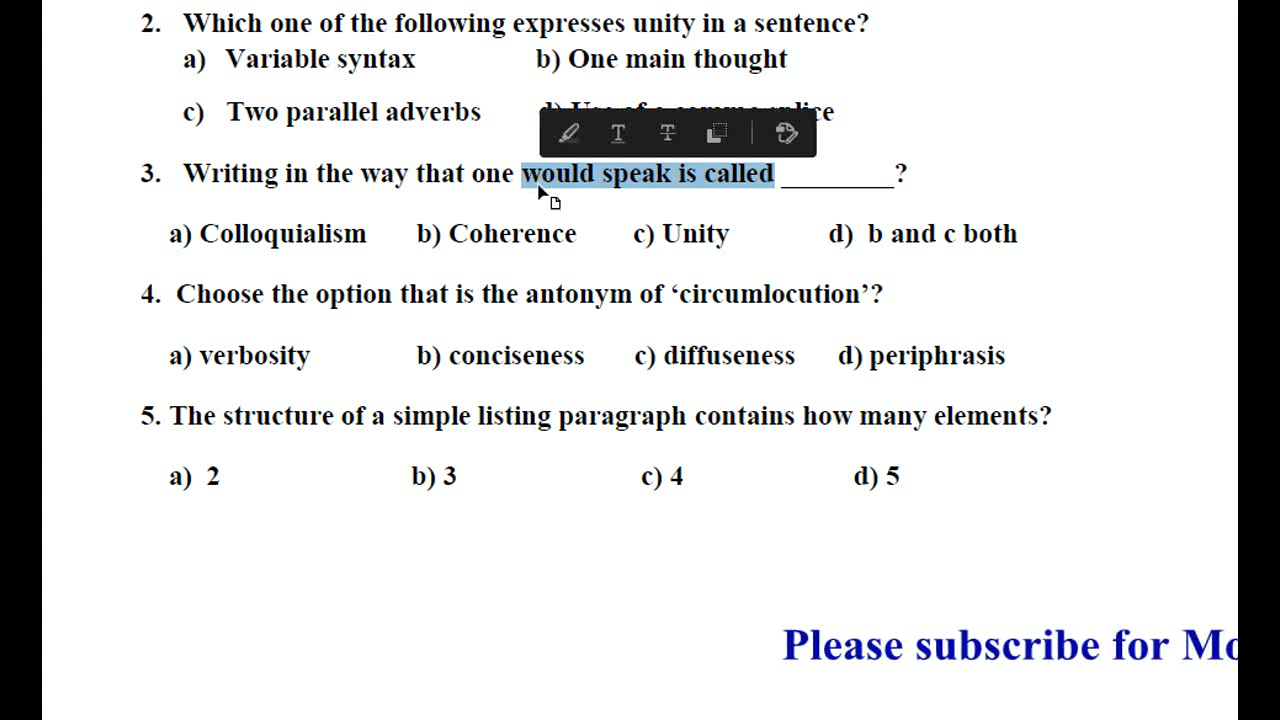 2. Which one of the following expresses unity in a sentence?
a) Variable syntax b) One main thought
c) Two parallel adverbs
3. Writing in the way that one would speak is called ________?
a) Colloquialism b) Coherence c) Unity d) b and c both
4. Choose the option that is the antonym of ‘circumlocution’?
a) verbosity b) conciseness c) diffuseness d) periphrasis
5. The structure of a simple listing paragraph contains how many elements?
a) 2 b) 3 c) 4 d) 5
Please subscribe for